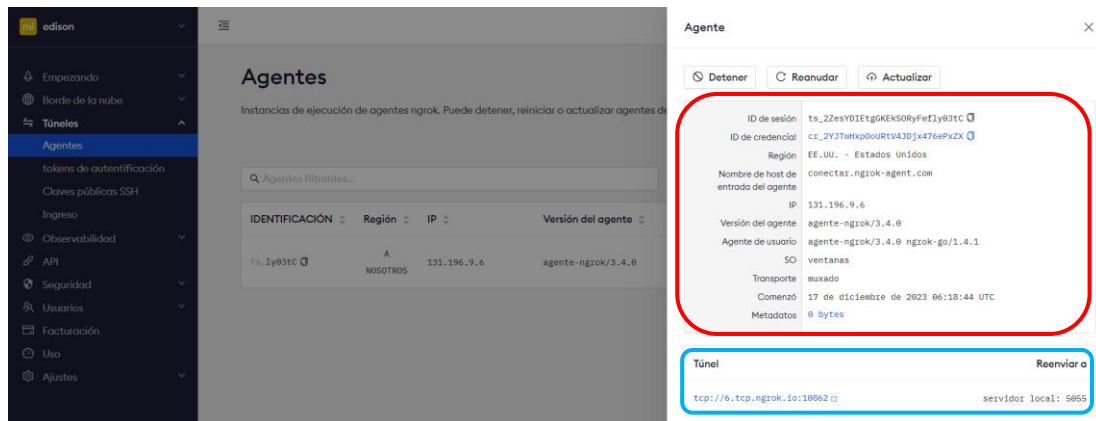 mi edison
Empezando
Borde de la nube
Túneles
Agentes
tokens de autentificación
Claves públicas SSH
Ingreso
Observabilidad
API
Seguridad
Usuarios
Facturación
Uso
Ajustes
Agentes
Instancias de ejecución de agentes ngrok. Puede detener, reiniciar o actualizar agentes de
Agentes filtrantes...
IDENTIFICACIÓN Región IP Versión del agente
ts…ly03tC A NOSOTROS 131.196.9.6 agente-ngrok/3.4.0
Agente
Detener Reanudar Actualizar
ID de sesión ts_2ZesYDIEtgGKEkSORyFwfly03tC
ID de credencial cr_2YJTwHxpOoURtV4JDjx476ePxZX
Región EE.UU. - Estados Unidos
Nombre de host de entrada del agente conectar.ngrok-agent.com
IP 131.196.9.6
Versión del agente agente-ngrok/3.4.0
Agente de usuario agente-ngrok/3.4.0 ngrok-go/1.4.1
SO ventanas
Transporte muxado
Comenzó 17 de diciembre de 2023 06:18:44 UTC
Metadatos 0 bytes
Túnel Reenviar a
tcp://6.tcp.ngrok.io:10862 servidor local: 5055